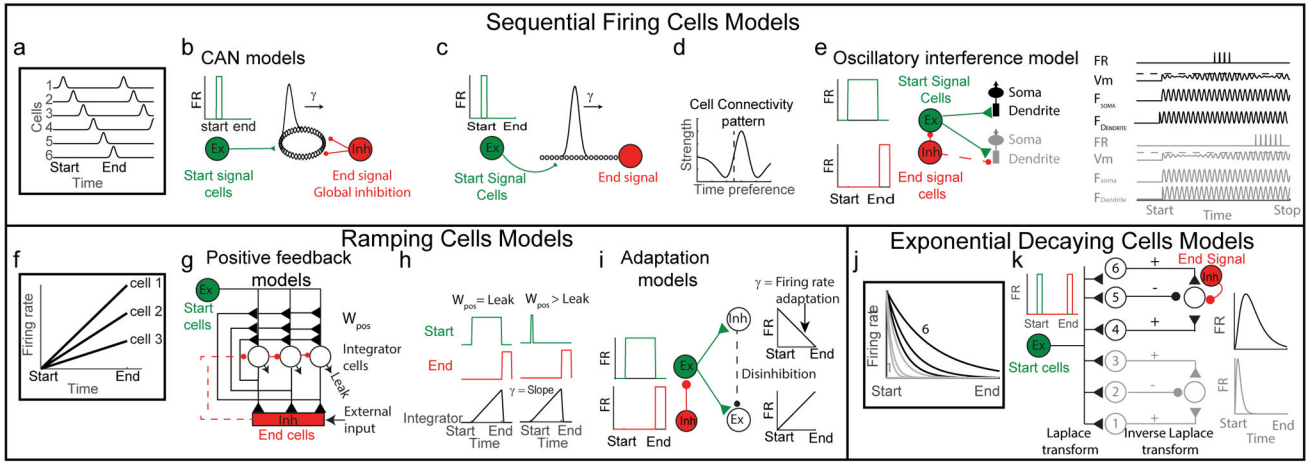 Sequential Firing Cells Models
a
Cells
1
2
3
4
5
6
Start
End
Time
b
CAN models
FR
start end
γ
Ex
Inh
Start signal
cells
End signal
Global inhibition
c
FR
Start End
γ
Ex
Start Signal
Cells
End signal
d
Cell Connectivity
pattern
Strength
Time preference
e
Oscillatory interference model
Start Signal
Cells
FR
Ex
Soma
Dendrite
Soma
Dendrite
FR
Inh
Start End
End signal
cells
FR
Vm
F SOMA
F DENDRITE
FR
Vm
F soma
F Dendrite
Start
Time
Stop
Ramping Cells Models
f
Firing rate
cell 1
cell 2
cell 3
Start
End
Time
g
Positive feedback
models
Ex
Start
cells
Wpos
Integrator
cells
Leak
Inh
External
input
End cells
h
Wpos = Leak
Wpos > Leak
Start
End
γ = Slope
Integrator
Start End
Time
Start End
Time
i
Adaptation
models
FR
FR
Start
End
Ex
Inh
Inh
Disinhibition
Ex
γ = Firing rate
adaptation
FR
Start
End
FR
Start
End
Exponential Decaying Cells Models
j
Firing rate
6
1
Start
End
k
FR
Start
End
Ex
Start cells
6
+
End Signal
Inh
5
-
4
+
3
+
2
-
1
+
Laplace
transform
Inverse Laplace
transform
FR
FR
Start
End
Time